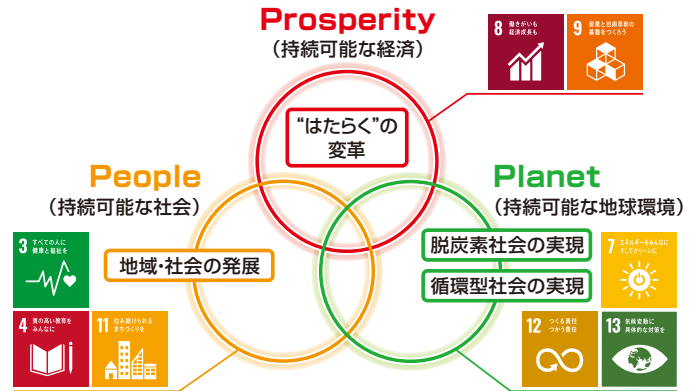 Prosperity
(持続可能な経済)
8 働きがいも
経済成長も
9 産業と技術革新の
基盤をつくろう
“はたらく”の
変革
People
(持続可能な社会)
Planet
(持続可能な地球環境)
3 すべての人に
健康と福祉を
地域・社会の発展
脱炭素社会の実現
循環型社会の実現
7 エネルギーをみんなに
そしてクリーンに
4 質の高い教育を
みんなに
11 住み続けられる
まちづくりを
12 つくる責任
つかう責任
13 気候変動に
具体的な対策を